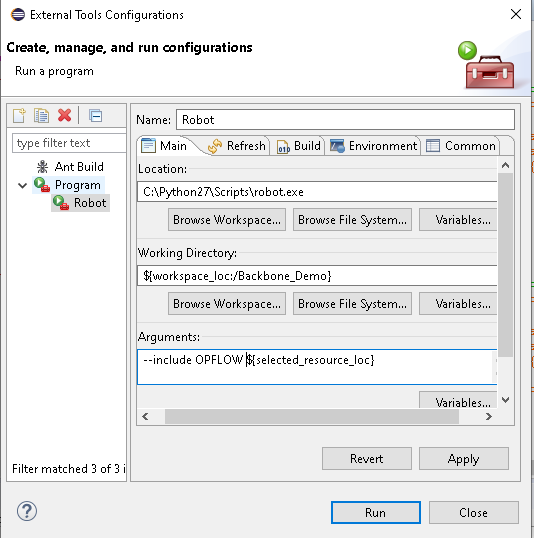 External Tools Configurations
Create, manage, and run configurations
Run a program
type filter text
Ant Build
Program
Robot
Filter matched 3 of 3 i
Name: Robot
Main Refresh Build Environment Common
Location:
C:\Python27\Scripts\robot.exe
Browse Workspace... Browse File System... Variables...
Working Directory:
${workspace_loc:/Backbone_Demo}
Browse Workspace... Browse File System... Variables...
Arguments:
--include OPFLOW ${selected_resource_loc}
Variables...
Revert Apply
Run Close